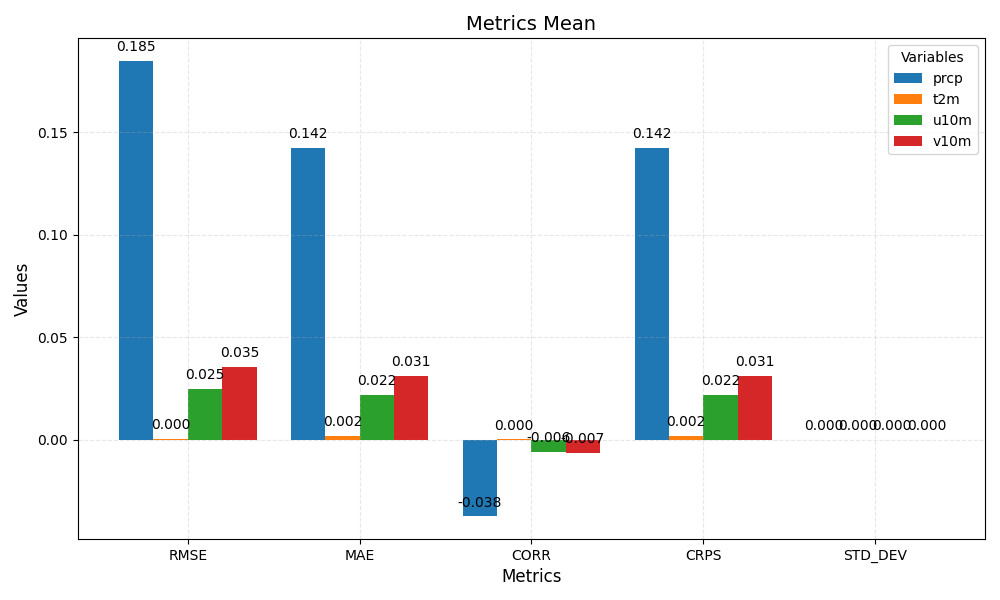 Metrics Mean
Values
0.15
0.10
0.05
0.00
0.185
0.000
0.025
0.035
0.142
0.002
0.022
0.031
-0.038
0.000
-0.006
-0.007
0.142
0.002
0.022
0.031
0.000
0.000
0.000
0.000
Variables
prcp
t2m
u10m
v10m
RMSE
MAE
CORR
CRPS
STD_DEV
Metrics